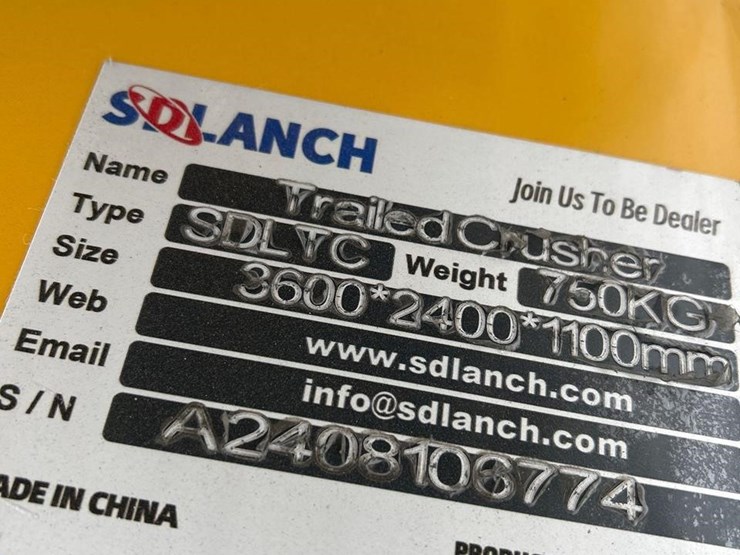 SDLANCH
Join Us To Be Dealer
Name Trailed Crusher
Type SDLTC Weight 750KG
Size 3600*2400*1100mm
Web www.sdlanch.com
Email info@sdlanch.com
S/N A2408106774
ADE IN CHINA